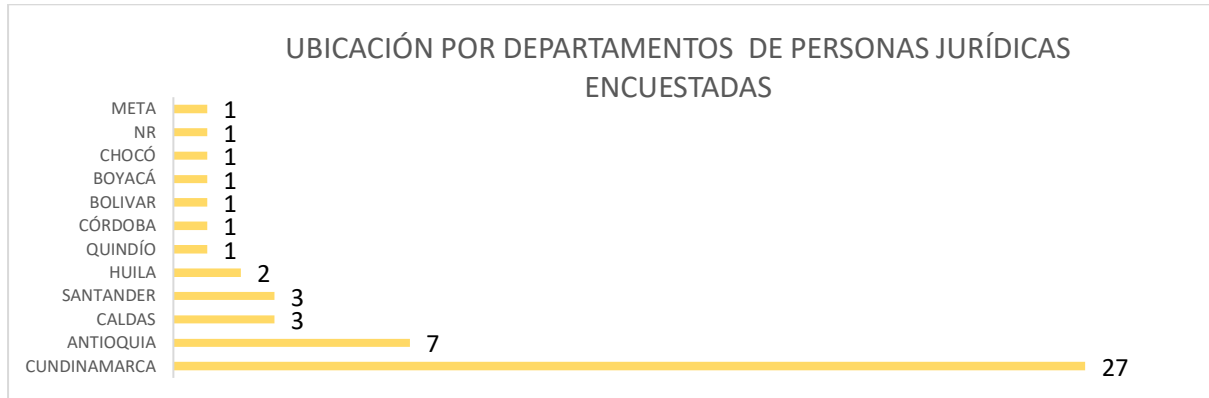 UBICACIÓN POR DEPARTAMENTOS DE PERSONAS JURÍDICAS
ENCUESTADAS
META 1
NR 1
CHOCÓ 1
BOYACÁ 1
BOLIVAR 1
CÓRDOBA 1
QUINDÍO 1
HUILA 2
SANTANDER 3
CALDAS 3
ANTIOQUIA 7
CUNDINAMARCA 27